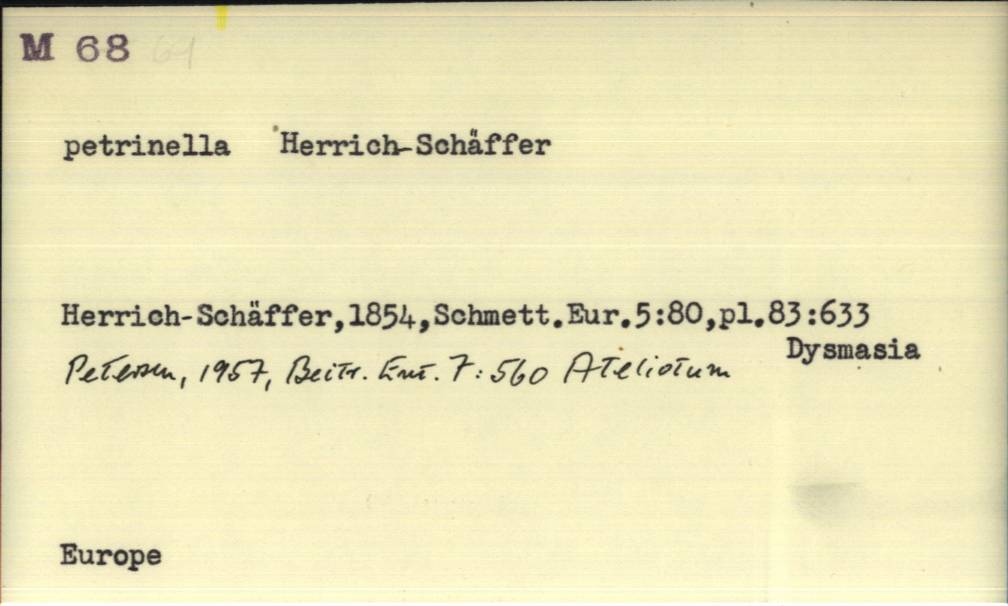 M 68
petrinella Herrich-Schäffer
Herrich-Schäffer,1854,Schmett.Eur.5:80,pl.83:633
Dysmasia
Petersen, 1957, Beitr. Ent. 7:560 Ateliotum
Europe